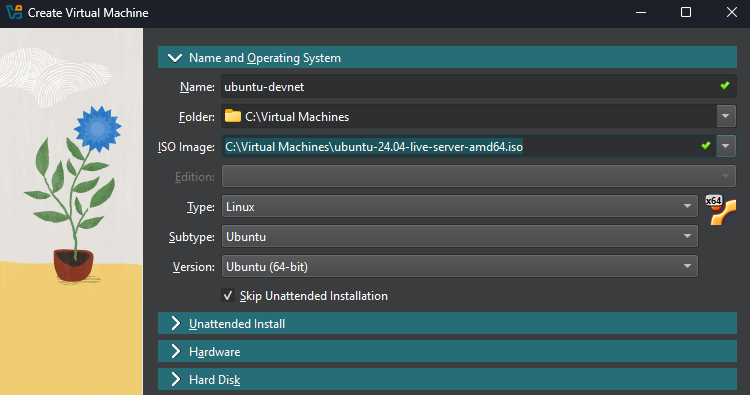 Create Virtual Machine
Name and Operating System
Name: ubuntu-devnet
Folder: C:\Virtual Machines
ISO Image: C:\Virtual Machines\ubuntu-24.04-live-server-amd64.iso
Edition:
Type: Linux
x64
Subtype: Ubuntu
Version: Ubuntu (64-bit)
Skip Unattended Installation
Unattended Install
Hardware
Hard Disk